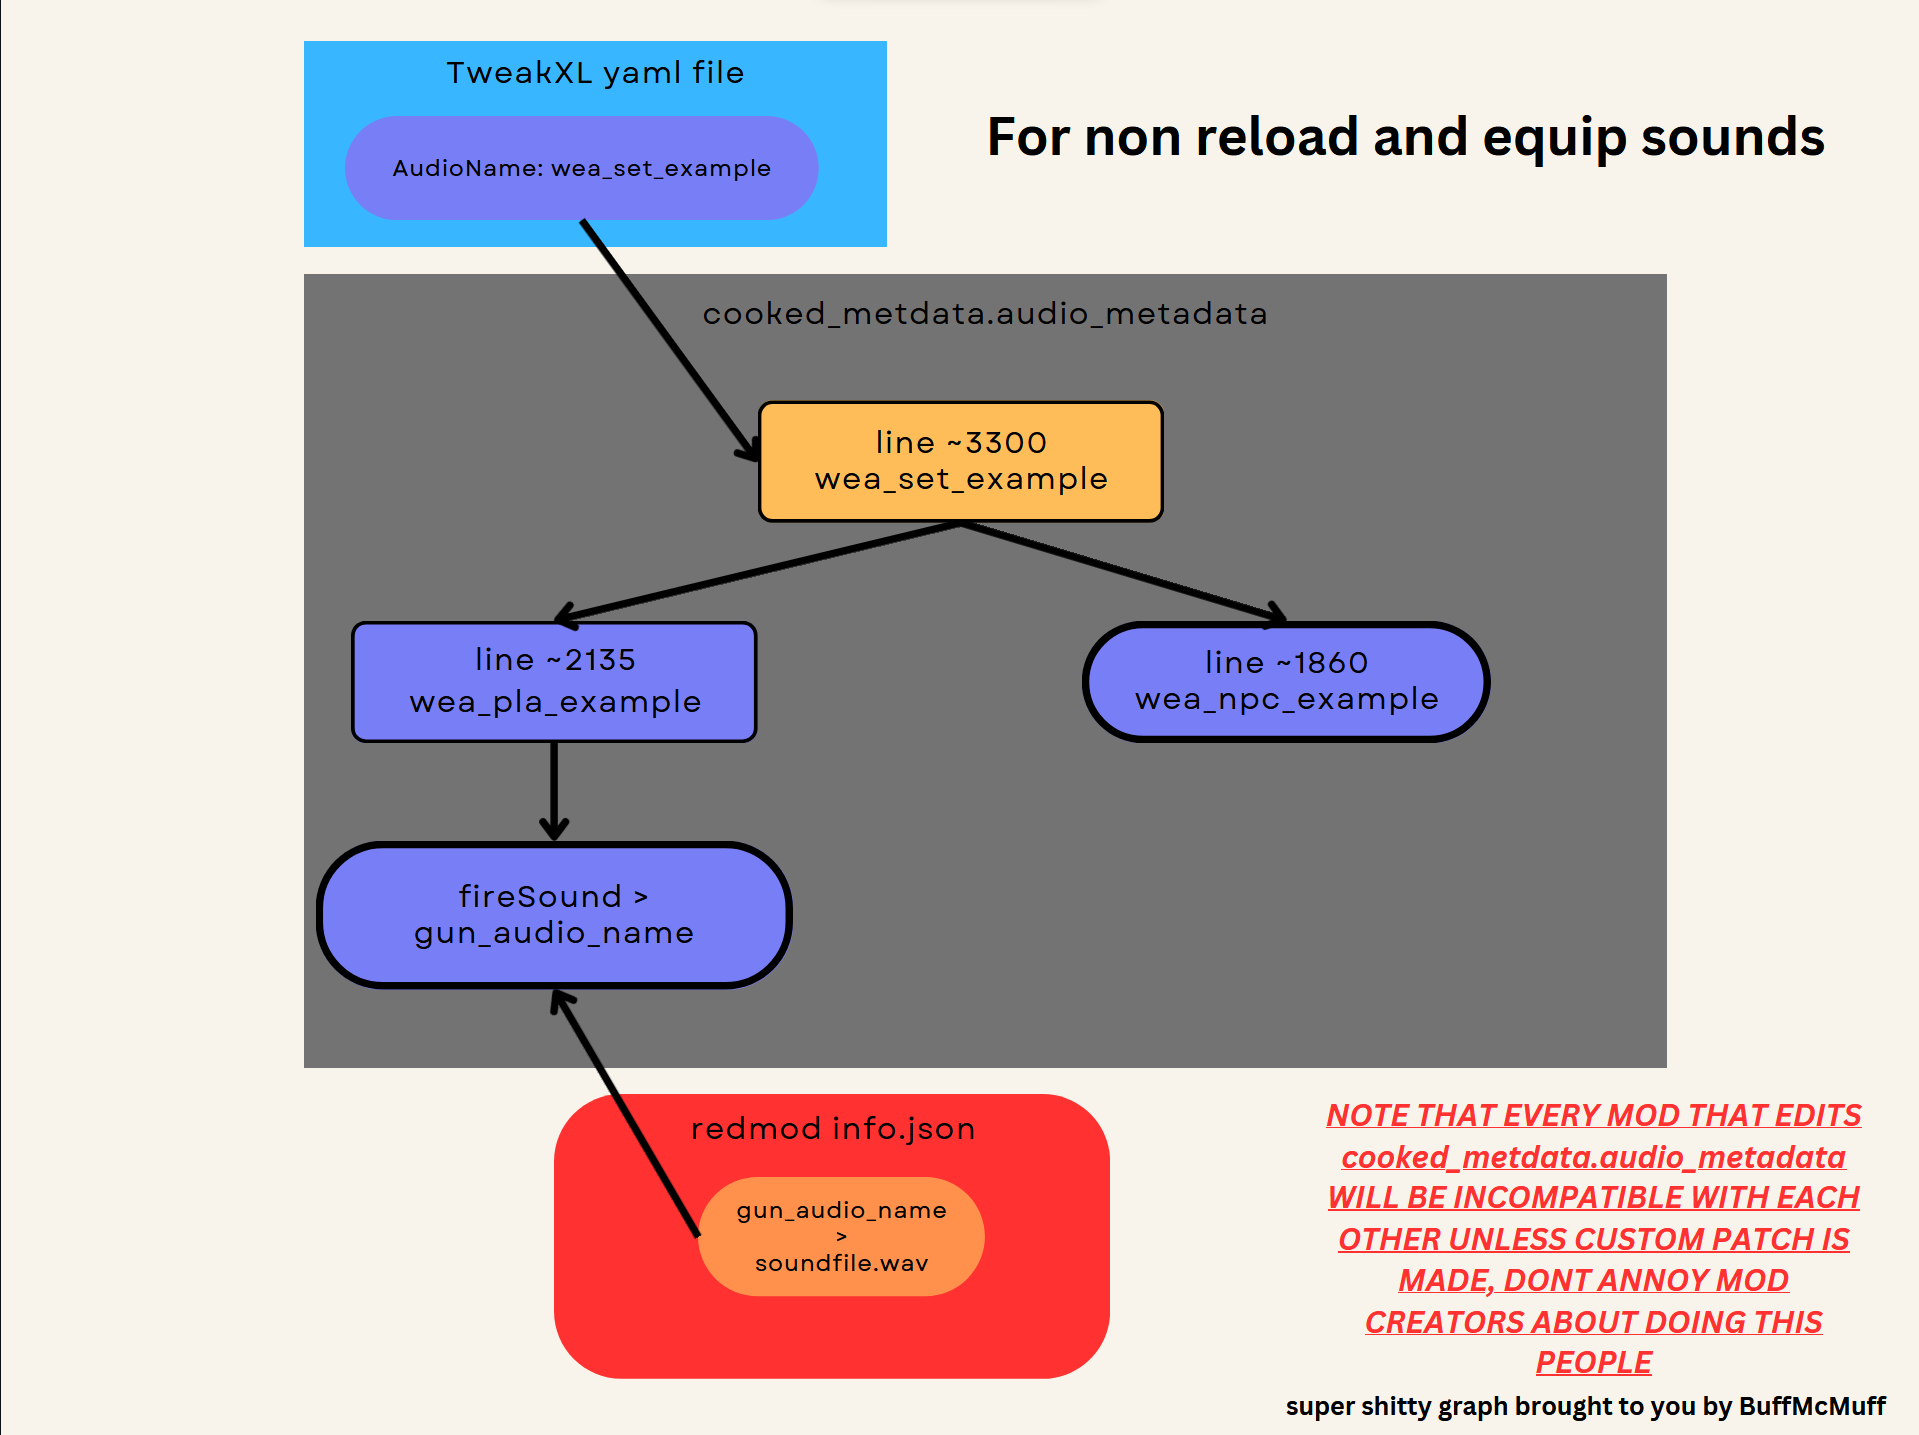 TweakXL yaml file
AudioName: wea_set_example
For non reload and equip sounds
cooked_metdata.audio_metadata
line ~3300
wea_set_example
line ~2135
wea_pla_example
line ~1860
wea_npc_example
fireSound >
gun_audio_name
redmod info.json
gun_audio_name
>
soundfile.wav
NOTE THAT EVERY MOD THAT EDITS
cooked_metdata.audio_metadata
WILL BE INCOMPATIBLE WITH EACH
OTHER UNLESS CUSTOM PATCH IS
MADE, DONT ANNOY MOD
CREATORS ABOUT DOING THIS
PEOPLE
super shitty graph brought to you by BuffMcMuff